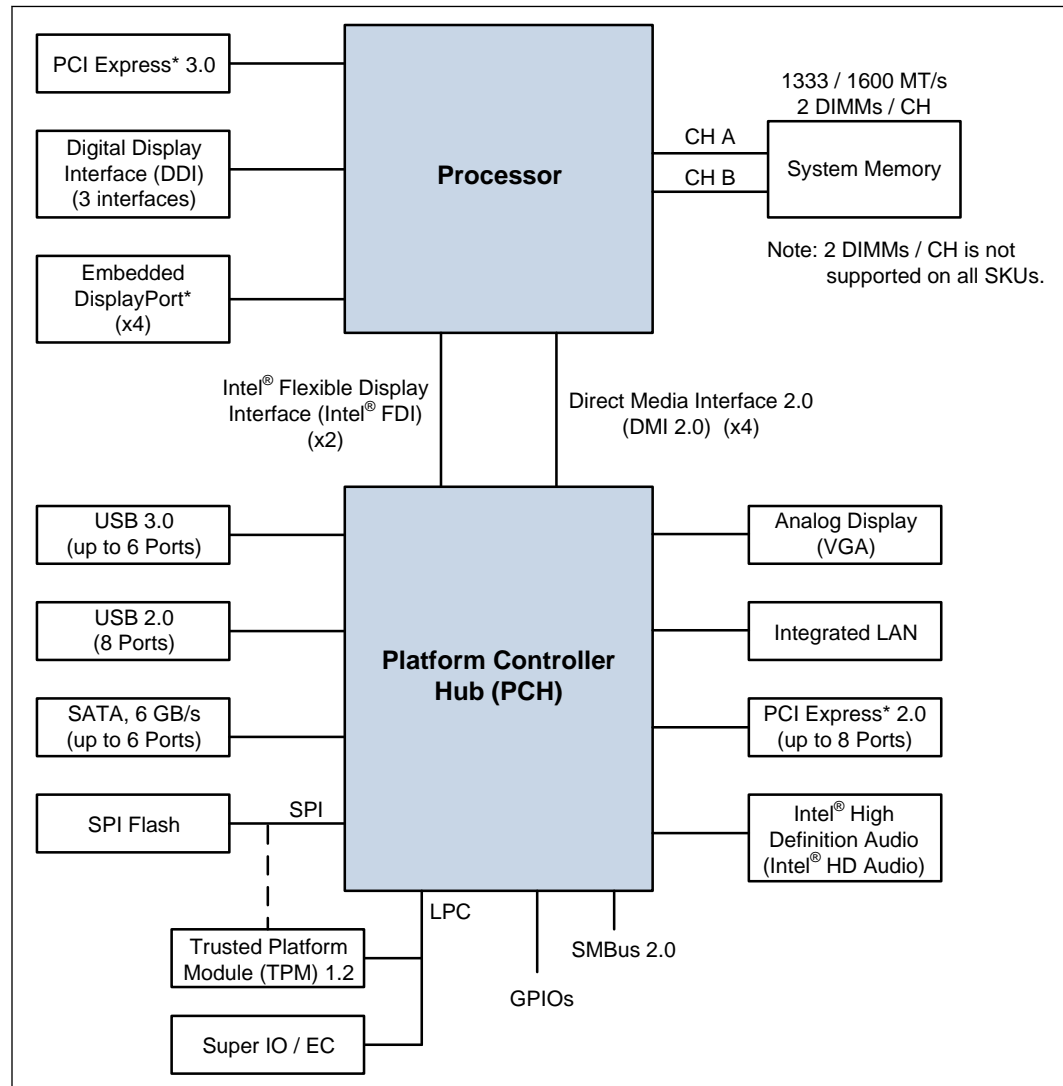 PCI Express* 3.0
Digital Display
Interface (DDI)
(3 interfaces)
Embedded
DisplayPort*
(x4)
Processor
1333 / 1600 MT/s
2 DIMMs / CH
CH A
CH B
System Memory
Note: 2 DIMMs / CH is not
supported on all SKUs.
Intel® Flexible Display
Interface (Intel® FDI)
(x2)
Direct Media Interface 2.0
(DMI 2.0) (x4)
USB 3.0
(up to 6 Ports)
USB 2.0
(8 Ports)
SATA, 6 GB/s
(up to 6 Ports)
SPI Flash
SPI
Platform Controller
Hub (PCH)
Analog Display
(VGA)
Integrated LAN
PCI Express* 2.0
(up to 8 Ports)
Intel® High
Definition Audio
(Intel® HD Audio)
LPC
Trusted Platform
Module (TPM) 1.2
Super IO / EC
SMBus 2.0
GPIOs